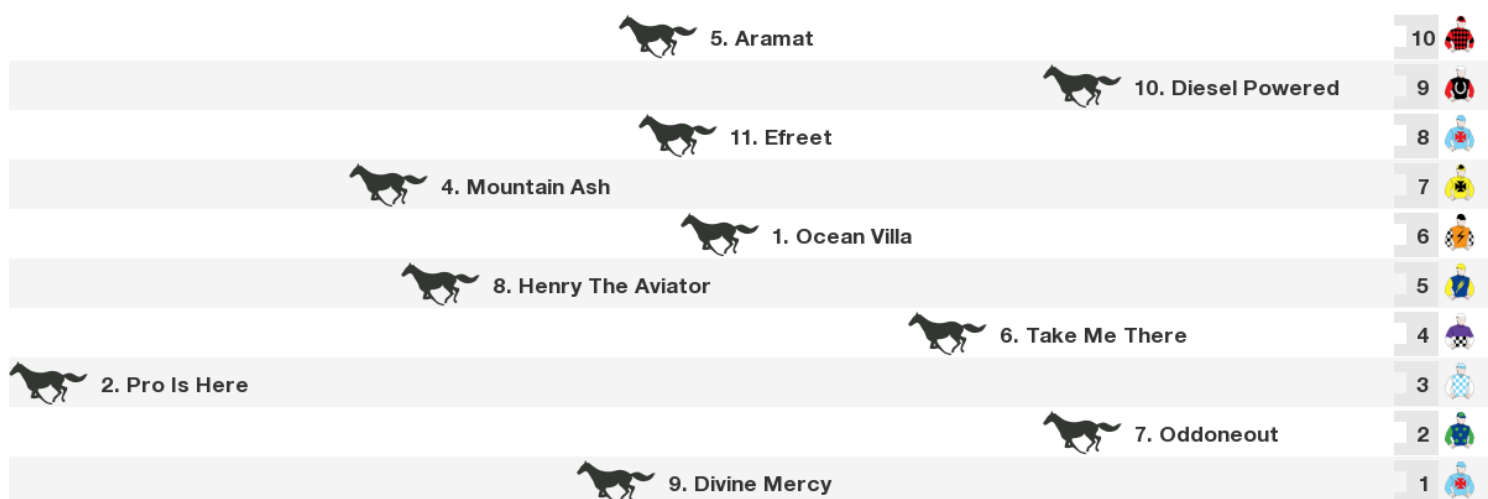 5. Aramat 10
10. Diesel Powered 9
11. Efreet 8
4. Mountain Ash 7
1. Ocean Villa 6
8. Henry The Aviator 5
6. Take Me There 4
2. Pro Is Here 3
7. Oddoneout 2
9. Divine Mercy 1